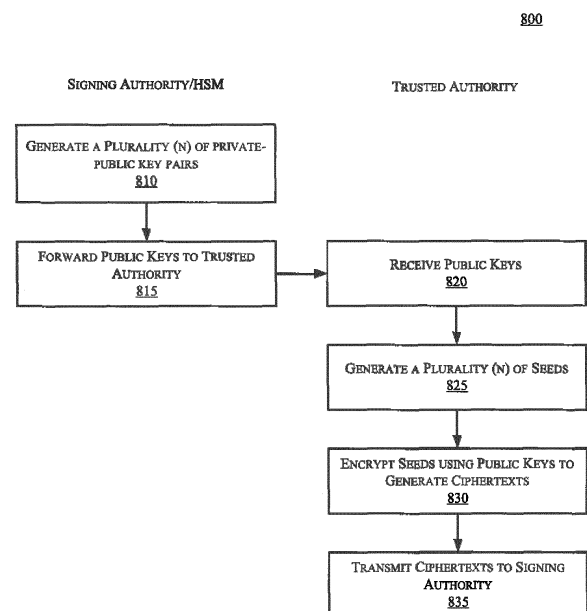 800
SIGNING AUTHORITY/HSM
TRUSTED AUTHORITY
GENERATE A PLURALITY (N) OF PRIVATE-
PUBLIC KEY PAIRS
810
FORWARD PUBLIC KEYS TO TRUSTED
AUTHORITY
815
RECEIVE PUBLIC KEYS
820
GENERATE A PLURALITY (N) OF SEEDS
825
ENCRYPT SEEDS USING PUBLIC KEYS TO
GENERATE CIPHERTEXTS
830
TRANSMIT CIPHERTEXTS TO SIGNING
AUTHORITY
835